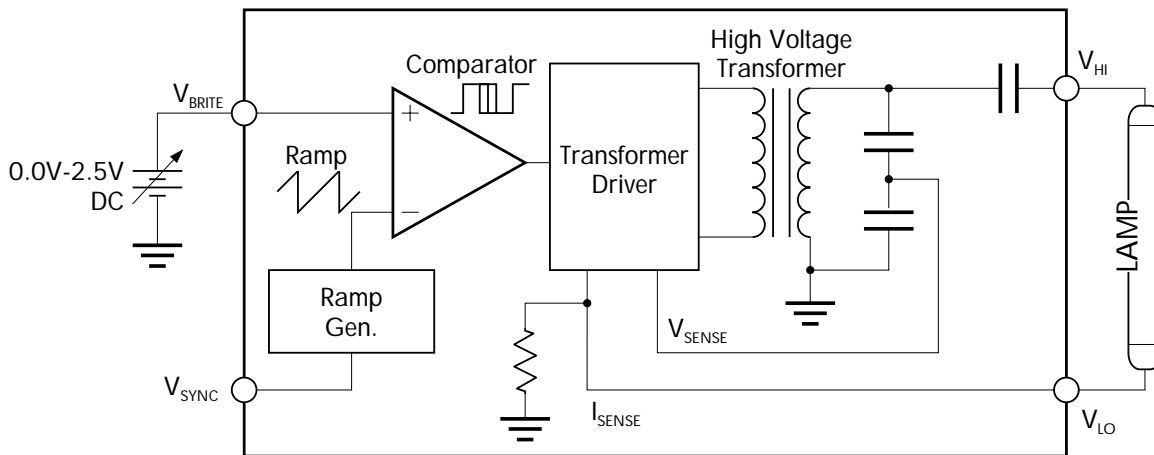 High Voltage
Transformer
Comparator
V_HI
V_BRITE
+
Ramp
Transformer
Driver
0.0V-2.5V
DC
−
LAMP
Ramp
Gen.
V_SENSE
V_SYNC
I_SENSE
V_LO